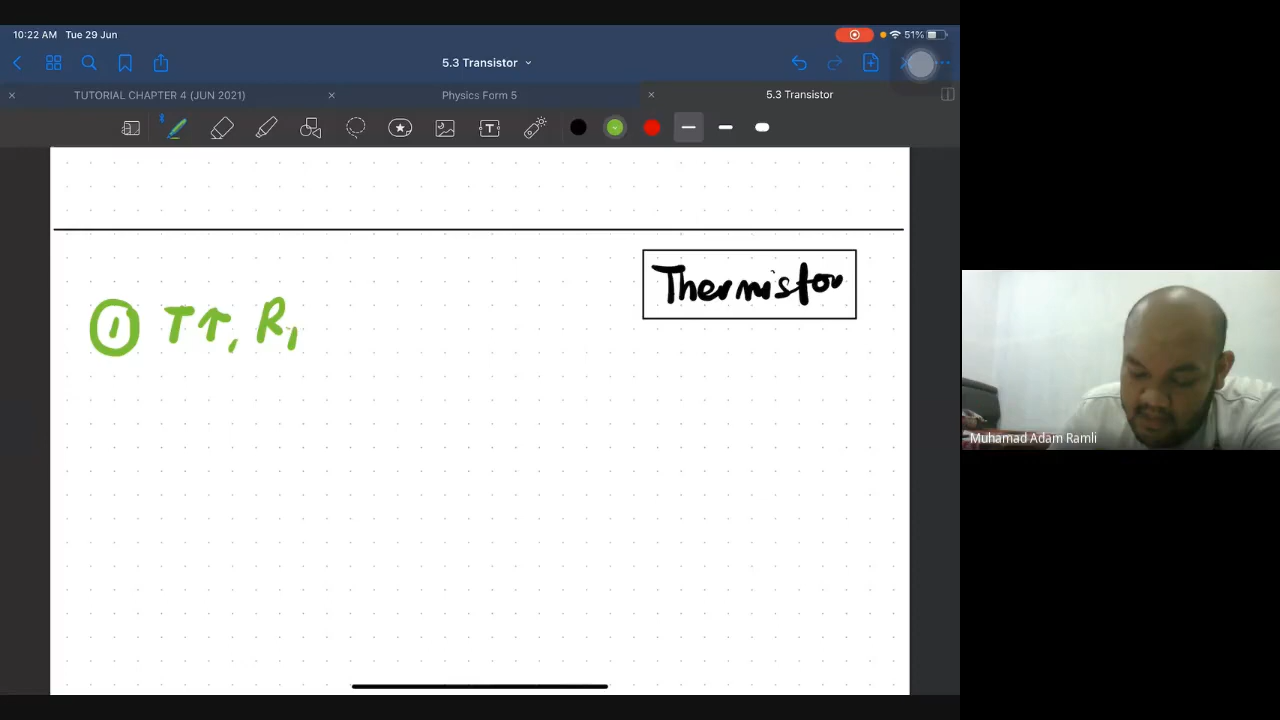 10:22 AM Tue 29 Jun
51%
5.3 Transistor
TUTORIAL CHAPTER 4 (JUN 2021)
Physics Form 5
5.3 Transistor
Thermistor
① T↑, R,
Muhamad Adam Ramli